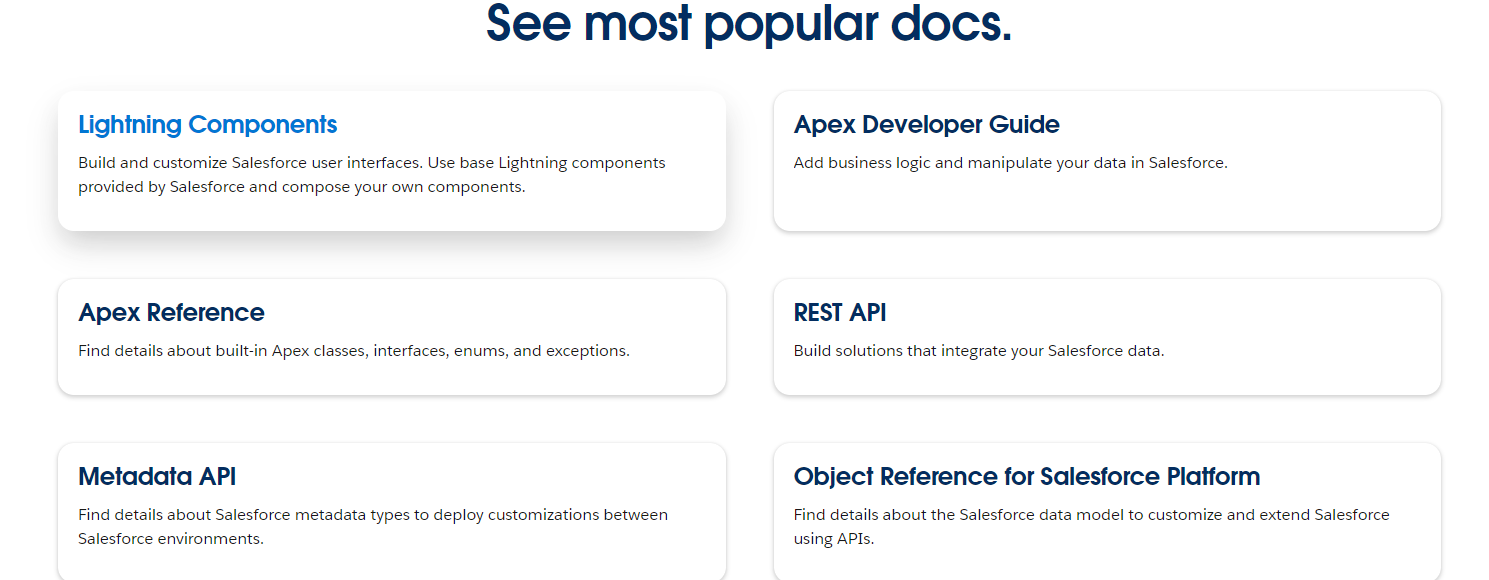 See most popular docs.
Lightning Components
Build and customize Salesforce user interfaces. Use base Lightning components
provided by Salesforce and compose your own components.
Apex Developer Guide
Add business logic and manipulate your data in Salesforce.
Apex Reference
Find details about built-in Apex classes, interfaces, enums, and exceptions.
REST API
Build solutions that integrate your Salesforce data.
Metadata API
Find details about Salesforce metadata types to deploy customizations between
Salesforce environments.
Object Reference for Salesforce Platform
Find details about the Salesforce data model to customize and extend Salesforce
using APIs.